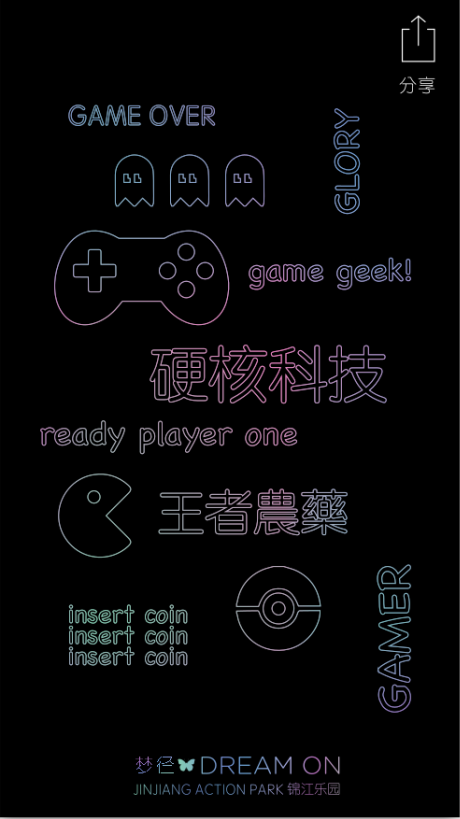 分享
GAME OVER
GLORY
game geek!
硬核科技
ready player one
王者農藥
GAMER
insert coin
insert coin
insert coin
梦径 DREAM ON
JINJIANG ACTION PARK 锦江乐园